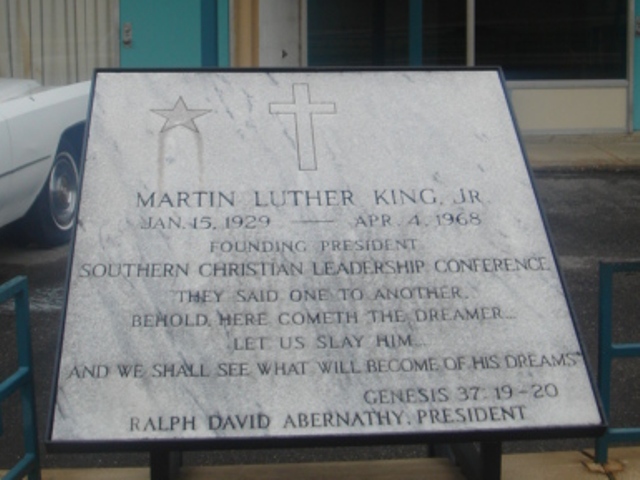 MARTIN LUTHER KING, JR
JAN. 15, 1929 — APR. 4, 1968
FOUNDING PRESIDENT
SOUTHERN CHRISTIAN LEADERSHIP CONFERENCE
THEY SAID ONE TO ANOTHER,
BEHOLD, HERE COMETH THE DREAMER...
LET US SLAY HIM...
AND WE SHALL SEE WHAT WILL BECOME OF HIS DREAMS"
GENESIS 37: 19-20
RALPH DAVID ABERNATHY, PRESIDENT